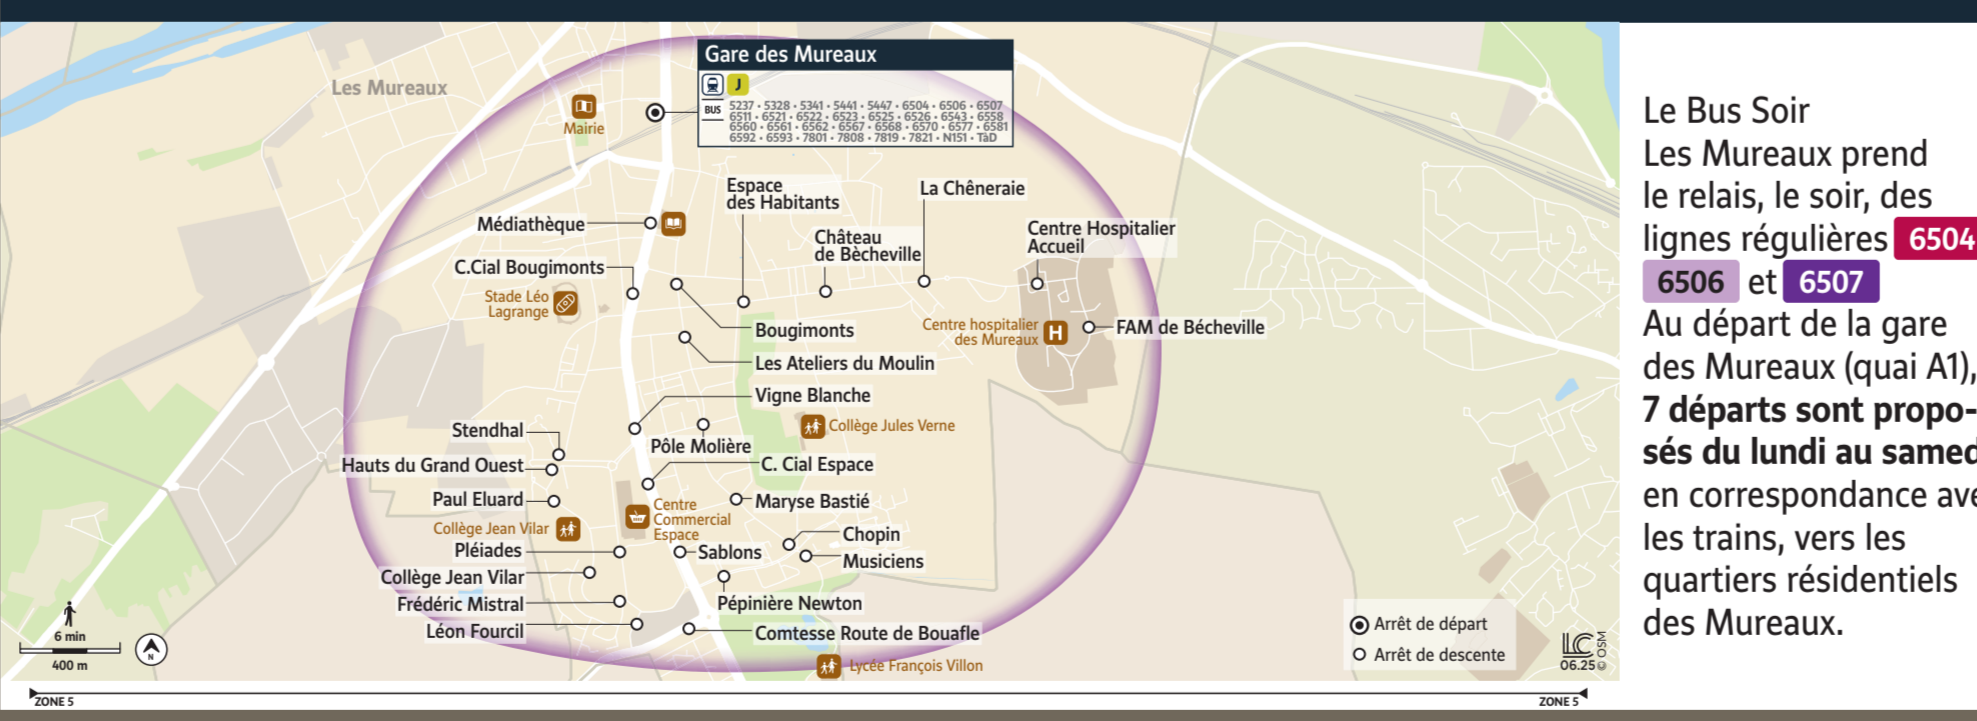 Les Mureaux
Mairie
Gare des Mureaux
J
BUS
5237 • 5328 • 5341 • 5441 • 5447 • 6504 • 6506 • 6507
6511 • 6521 • 6522 • 6523 • 6525 • 6526 • 6543 • 6558
6560 • 6561 • 6562 • 6567 • 6568 • 6570 • 6577 • 6581
6592 • 6593 • 7801 • 7808 • 7819 • 7821 • N151 • TàD
Médiathèque
Espace
des Habitants
La Chêneraie
Château
de Bècheville
Centre Hospitalier
Accueil
C.Cial Bougimonts
Stade Léo
Lagrange
Bougimonts
Centre hospitalier
des Mureaux
H
FAM de Bécheville
Les Ateliers du Moulin
Vigne Blanche
Stendhal
Pôle Molière
Collège Jules Verne
Hauts du Grand Ouest
C. Cial Espace
Paul Eluard
Maryse Bastié
Centre
Commercial
Espace
Collège Jean Vilar
Chopin
Pléiades
Sablons
Musiciens
Collège Jean Vilar
Frédéric Mistral
Pépinière Newton
Léon Fourcil
Comtesse Route de Bouafle
Lycée François Villon
6 min
400 m
N
Arrêt de départ
Arrêt de descente
LC
06.25
© OSM
ZONE 5
ZONE 5
Le Bus Soir
Les Mureaux prend
le relais, le soir, des
lignes régulières 6504
6506 et 6507
Au départ de la gare
des Mureaux (quai A1),
7 départs sont propo-
sés du lundi au samed
en correspondance ave
les trains, vers les
quartiers résidentiels
des Mureaux.